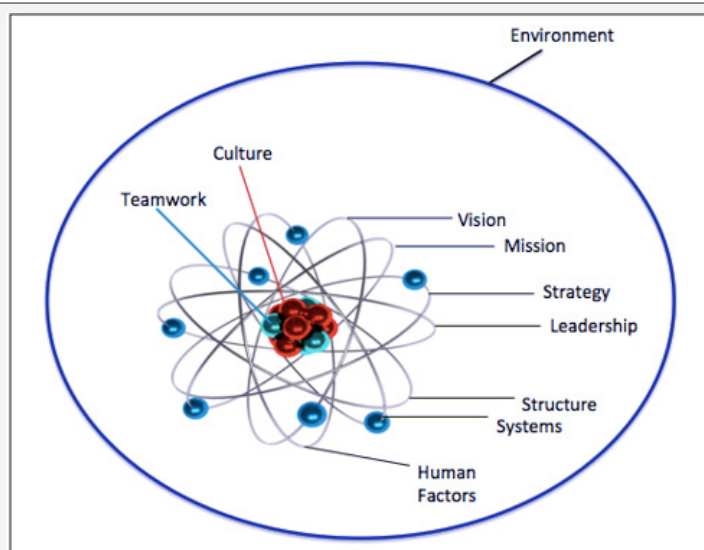 Environment
Culture
Teamwork
Vision
Mission
Strategy
Leadership
Structure
Systems
Human
Factors